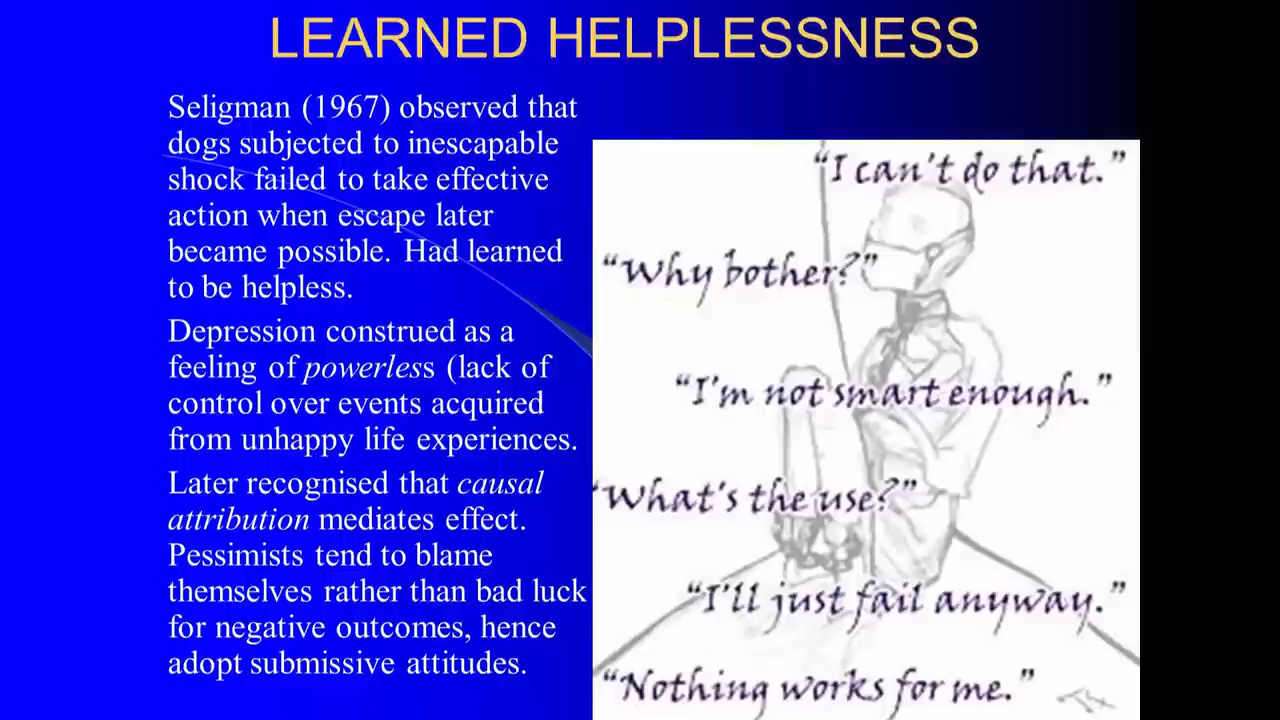 LEARNED HELPLESSNESS
Seligman (1967) observed that
dogs subjected to inescapable
shock failed to take effective
action when escape later
became possible. Had learned
to be helpless.
Depression construed as a
feeling of powerless (lack of
control over events acquired
from unhappy life experiences.
Later recognised that causal
attribution mediates effect.
Pessimists tend to blame
themselves rather than bad luck
for negative outcomes, hence
adopt submissive attitudes.
“I can't do that.”
“Why bother?”
“I'm not smart enough.”
“What's the use?”
“I'll just fail anyway.”
“Nothing works for me.”